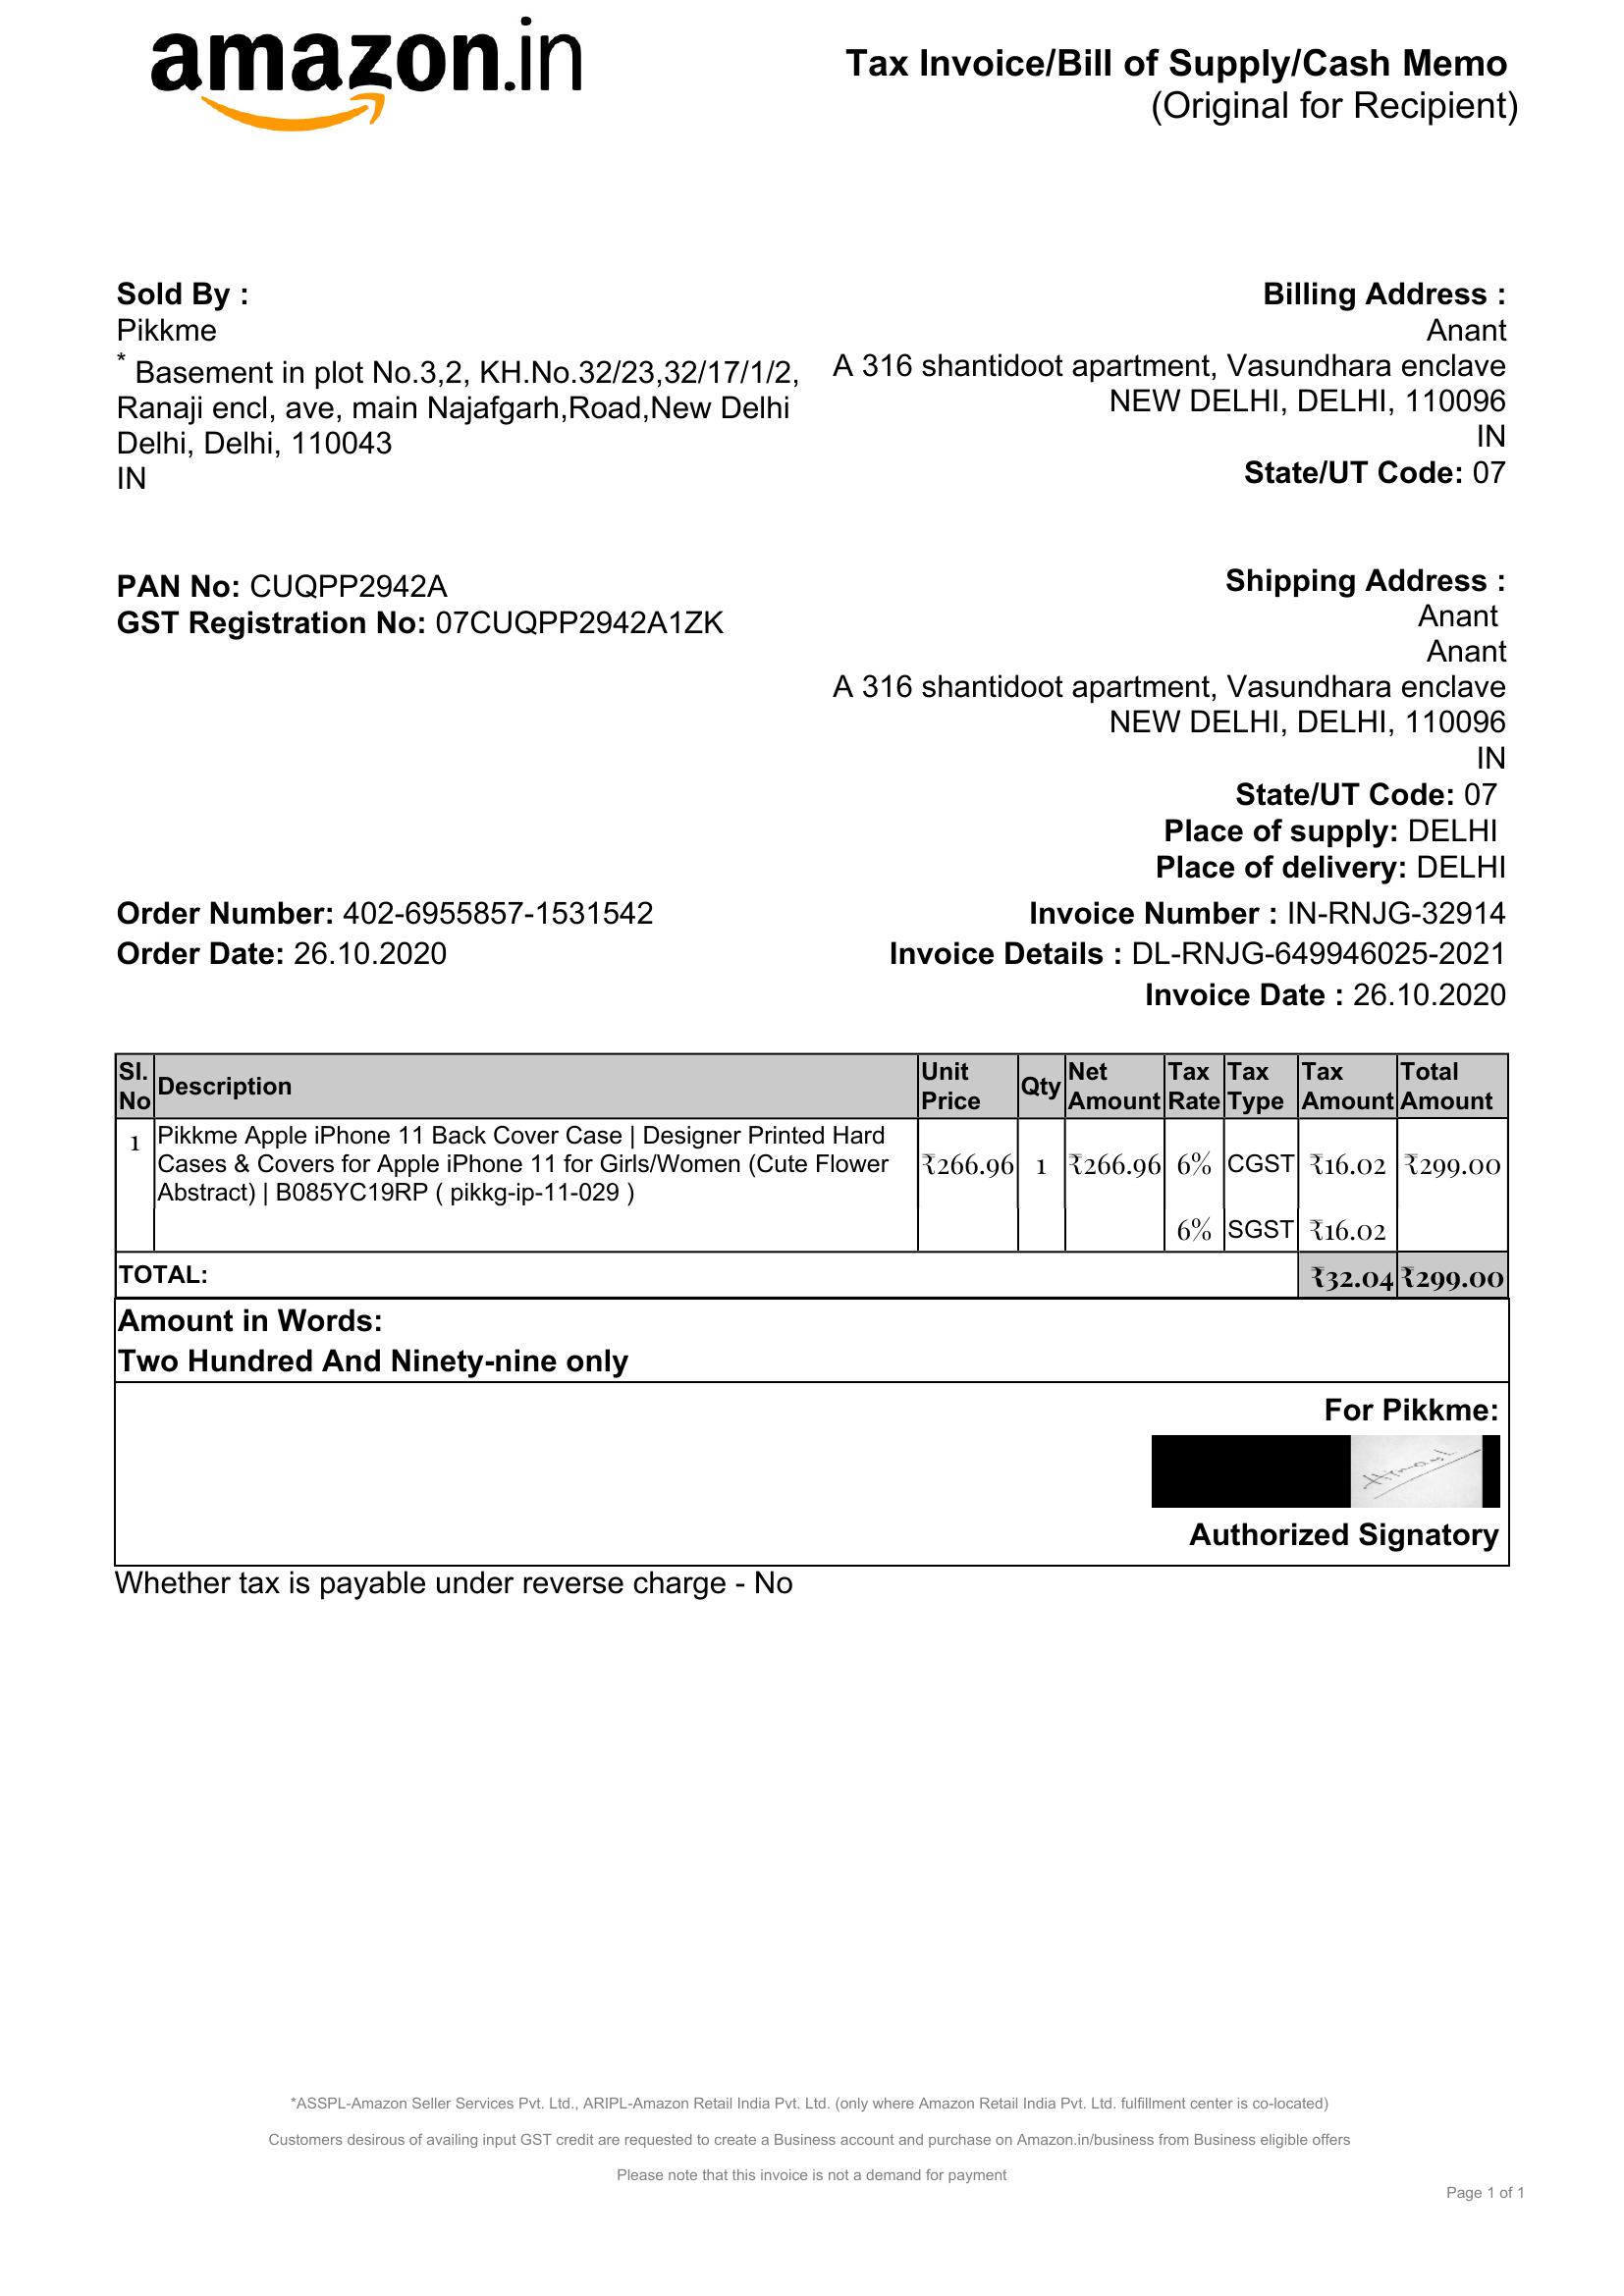 amazon.in
Tax Invoice/Bill of Supply/Cash Memo
(Original for Recipient)
Sold By :
Pikkme
* Basement in plot No.3,2, KH.No.32/23,32/17/1/2,
Ranaji encl, ave, main Najafgarh,Road,New Delhi
Delhi, Delhi, 110043
IN
Billing Address :
Anant
A 316 shantidoot apartment, Vasundhara enclave
NEW DELHI, DELHI, 110096
IN
State/UT Code: 07
PAN No: CUQPP2942A
GST Registration No: 07CUQPP2942A1ZK
Shipping Address :
Anant
Anant
A 316 shantidoot apartment, Vasundhara enclave
NEW DELHI, DELHI, 110096
IN
State/UT Code: 07
Place of supply: DELHI
Place of delivery: DELHI
Order Number: 402-6955857-1531542
Order Date: 26.10.2020
Invoice Number : IN-RNJG-32914
Invoice Details : DL-RNJG-649946025-2021
Invoice Date : 26.10.2020
Sl. No Description Unit Price Qty Net Amount Tax Rate Tax Type Tax Amount Total Amount
1 Pikkme Apple iPhone 11 Back Cover Case | Designer Printed Hard
Cases & Covers for Apple iPhone 11 for Girls/Women (Cute Flower ₹266.96 1 ₹266.96 6% CGST ₹16.02 ₹299.00
Abstract) | B085YC19RP ( pikkg-ip-11-029 )
6% SGST ₹16.02
TOTAL: ₹32.04 ₹299.00
Amount in Words:
Two Hundred And Ninety-nine only
For Pikkme:
Authorized Signatory
Whether tax is payable under reverse charge - No
*ASSPL-Amazon Seller Services Pvt. Ltd., ARIPL-Amazon Retail India Pvt. Ltd. (only where Amazon Retail India Pvt. Ltd. fulfillment center is co-located)
Customers desirous of availing input GST credit are requested to create a Business account and purchase on Amazon.in/business from Business eligible offers
Please note that this invoice is not a demand for payment
Page 1 of 1